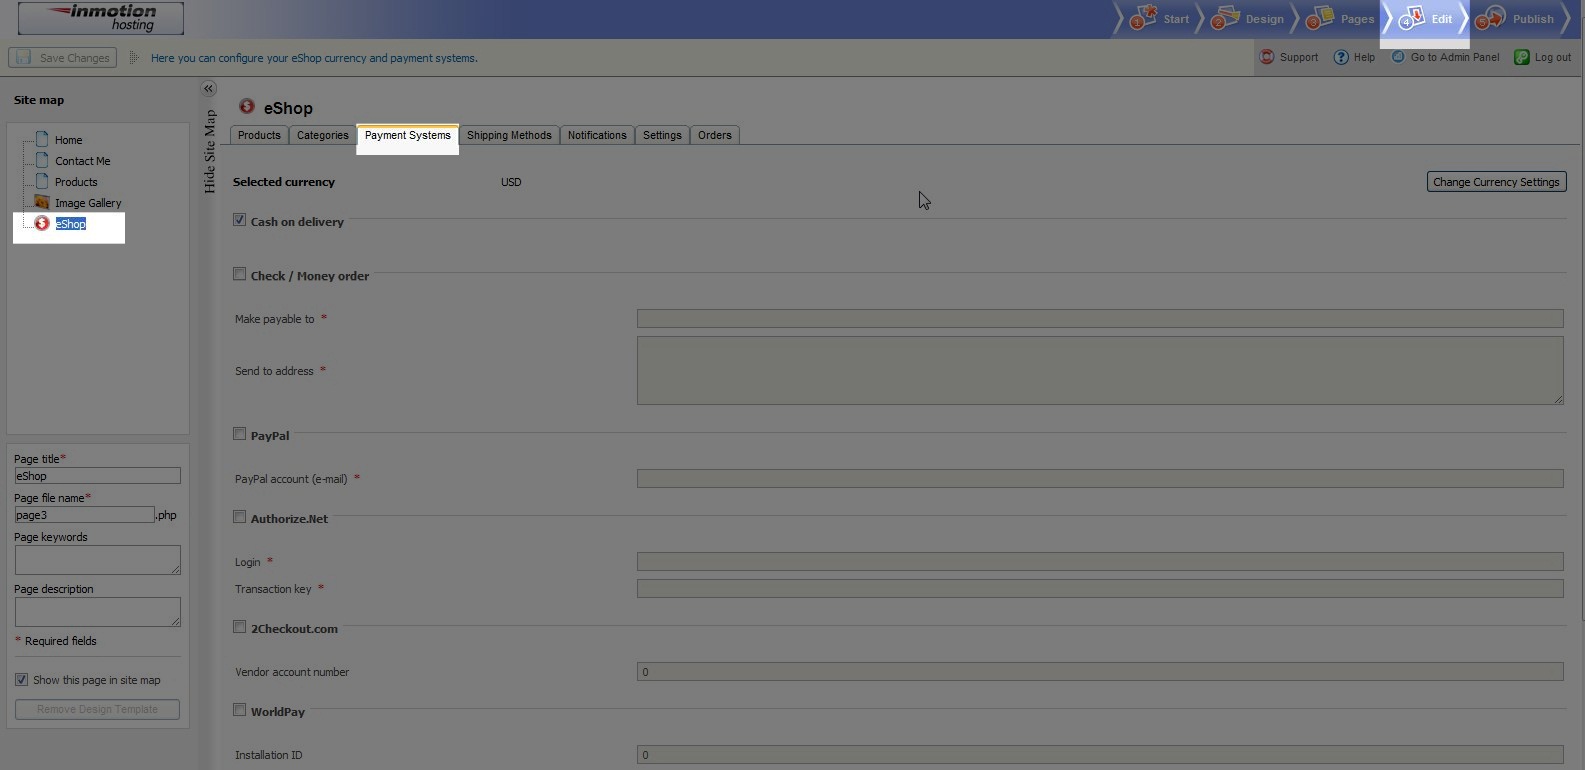 inmotion
hosting
1 Start
2 Design
3 Pages
4 Edit
5 Publish
Save Changes
Here you can configure your eShop currency and payment systems.
Support
Help
Go to Admin Panel
Log out
Site map
Home
Contact Me
Products
Image Gallery
eShop
Page title*
eShop
Page file name*
page3 .php
Page keywords
Page description
* Required fields
Show this page in site map
Remove Design Template
Hide Site Map
eShop
Products
Categories
Payment Systems
Shipping Methods
Notifications
Settings
Orders
Selected currency
USD
Change Currency Settings
Cash on delivery
Check / Money order
Make payable to *
Send to address *
PayPal
PayPal account (e-mail) *
Authorize.Net
Login *
Transaction key *
2Checkout.com
Vendor account number
0
WorldPay
Installation ID
0